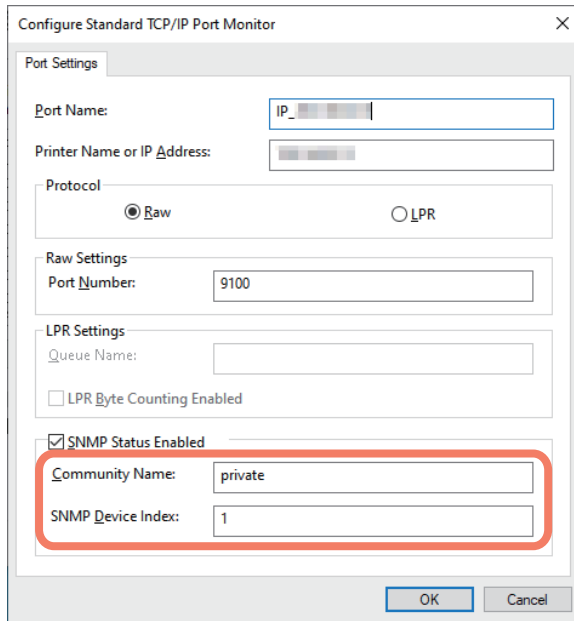 Configure Standard TCP/IP Port Monitor
Port Settings
Port Name: IP_
Printer Name or IP Address:
Protocol
Raw LPR
Raw Settings
Port Number: 9100
LPR Settings
Queue Name:
LPR Byte Counting Enabled
SNMP Status Enabled
Community Name: private
SNMP Device Index: 1
OK Cancel